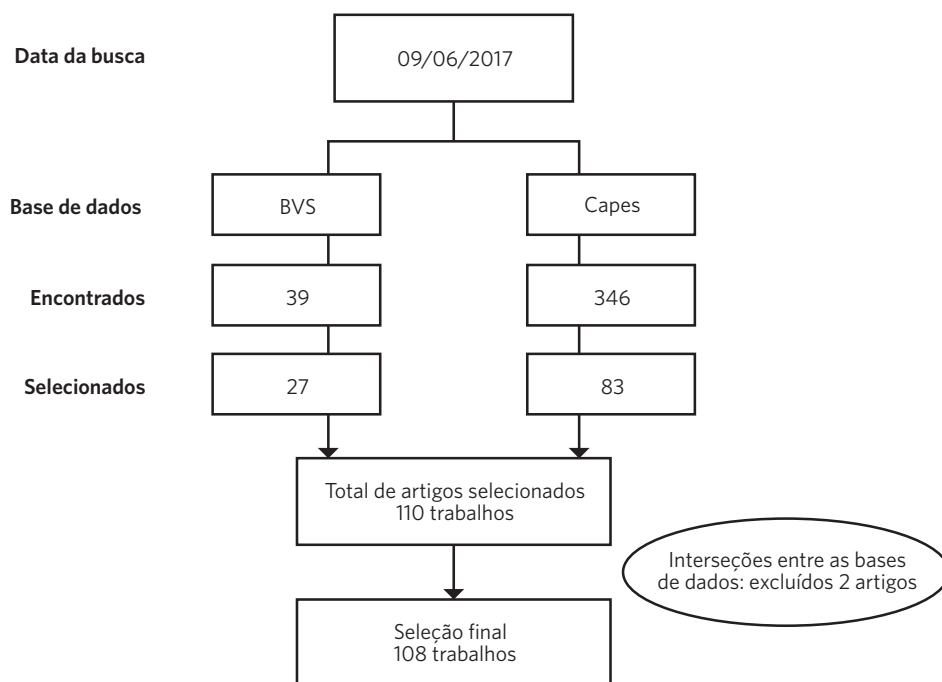 Data da busca
09/06/2017
Base de dados
BVS
Capes
Encontrados
39
346
Selecionados
27
83
Total de artigos selecionados
110 trabalhos
Interseções entre as bases
de dados: excluídos 2 artigos
Seleção final
108 trabalhos